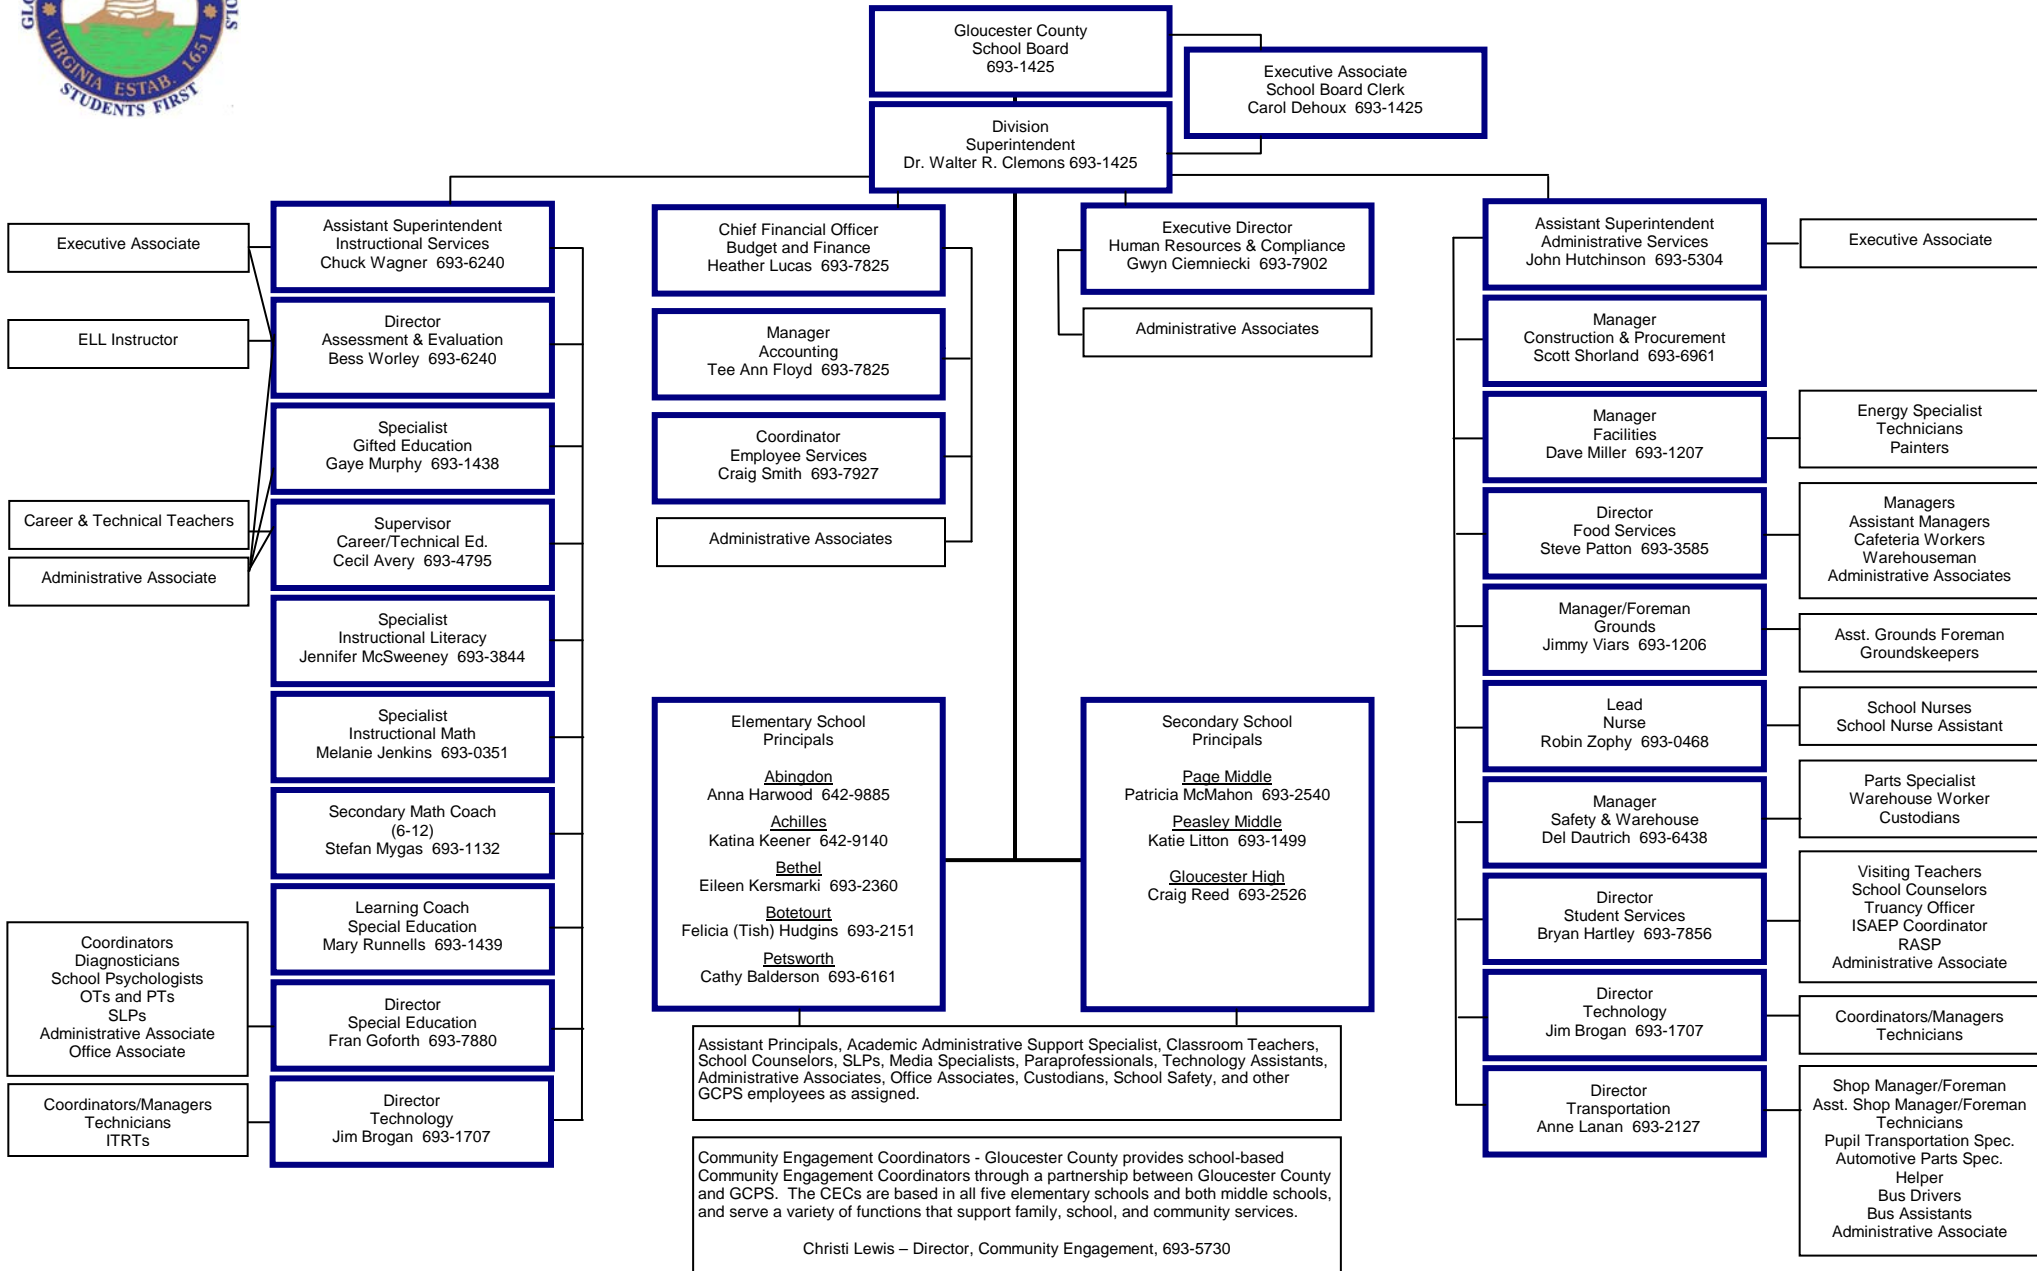 VIRGINIA ESTAB. 1651
STUDENTS FIRST
Gloucester County
School Board
693-1425
Executive Associate
School Board Clerk
Carol Dehoux 693-1425
Division
Superintendent
Dr. Walter R. Clemons 693-1425
Executive Associate
ELL Instructor
Career & Technical Teachers
Administrative Associate
Coordinators
Diagnosticians
School Psychologists
OTs and PTs
SLPs
Administrative Associate
Office Associate
Coordinators/Managers
Technicians
ITRTs
Assistant Superintendent
Instructional Services
Chuck Wagner 693-6240
Director
Assessment & Evaluation
Bess Worley 693-6240
Specialist
Gifted Education
Gaye Murphy 693-1438
Supervisor
Career/Technical Ed.
Cecil Avery 693-4795
Specialist
Instructional Literacy
Jennifer McSweeney 693-3844
Specialist
Instructional Math
Melanie Jenkins 693-0351
Secondary Math Coach
(6-12)
Stefan Mygas 693-1132
Learning Coach
Special Education
Mary Runnells 693-1439
Director
Special Education
Fran Goforth 693-7880
Director
Technology
Jim Brogan 693-1707
Chief Financial Officer
Budget and Finance
Heather Lucas 693-7825
Manager
Accounting
Tee Ann Floyd 693-7825
Coordinator
Employee Services
Craig Smith 693-7927
Administrative Associates
Executive Director
Human Resources & Compliance
Gwyn Ciemniecki 693-7902
Administrative Associates
Elementary School
Principals
Abingdon
Anna Harwood 642-9885
Achilles
Katina Keener 642-9140
Bethel
Eileen Kersmarki 693-2360
Botetourt
Felicia (Tish) Hudgins 693-2151
Petsworth
Cathy Balderson 693-6161
Secondary School
Principals
Page Middle
Patricia McMahon 693-2540
Peasley Middle
Katie Litton 693-1499
Gloucester High
Craig Reed 693-2526
Assistant Principals, Academic Administrative Support Specialist, Classroom Teachers,
School Counselors, SLPs, Media Specialists, Paraprofessionals, Technology Assistants,
Administrative Associates, Office Associates, Custodians, School Safety, and other
GCPS employees as assigned.
Community Engagement Coordinators - Gloucester County provides school-based
Community Engagement Coordinators through a partnership between Gloucester County
and GCPS. The CECs are based in all five elementary schools and both middle schools,
and serve a variety of functions that support family, school, and community services.
Christi Lewis – Director, Community Engagement, 693-5730
Assistant Superintendent
Administrative Services
John Hutchinson 693-5304
Manager
Construction & Procurement
Scott Shorland 693-6961
Manager
Facilities
Dave Miller 693-1207
Director
Food Services
Steve Patton 693-3585
Manager/Foreman
Grounds
Jimmy Viars 693-1206
Lead
Nurse
Robin Zophy 693-0468
Manager
Safety & Warehouse
Del Dautrich 693-6438
Director
Student Services
Bryan Hartley 693-7856
Director
Technology
Jim Brogan 693-1707
Director
Transportation
Anne Lanan 693-2127
Executive Associate
Energy Specialist
Technicians
Painters
Managers
Assistant Managers
Cafeteria Workers
Warehouseman
Administrative Associates
Asst. Grounds Foreman
Groundskeepers
School Nurses
School Nurse Assistant
Parts Specialist
Warehouse Worker
Custodians
Visiting Teachers
School Counselors
Truancy Officer
ISAEP Coordinator
RASP
Administrative Associate
Coordinators/Managers
Technicians
Shop Manager/Foreman
Asst. Shop Manager/Foreman
Technicians
Pupil Transportation Spec.
Automotive Parts Spec.
Helper
Bus Drivers
Bus Assistants
Administrative Associate